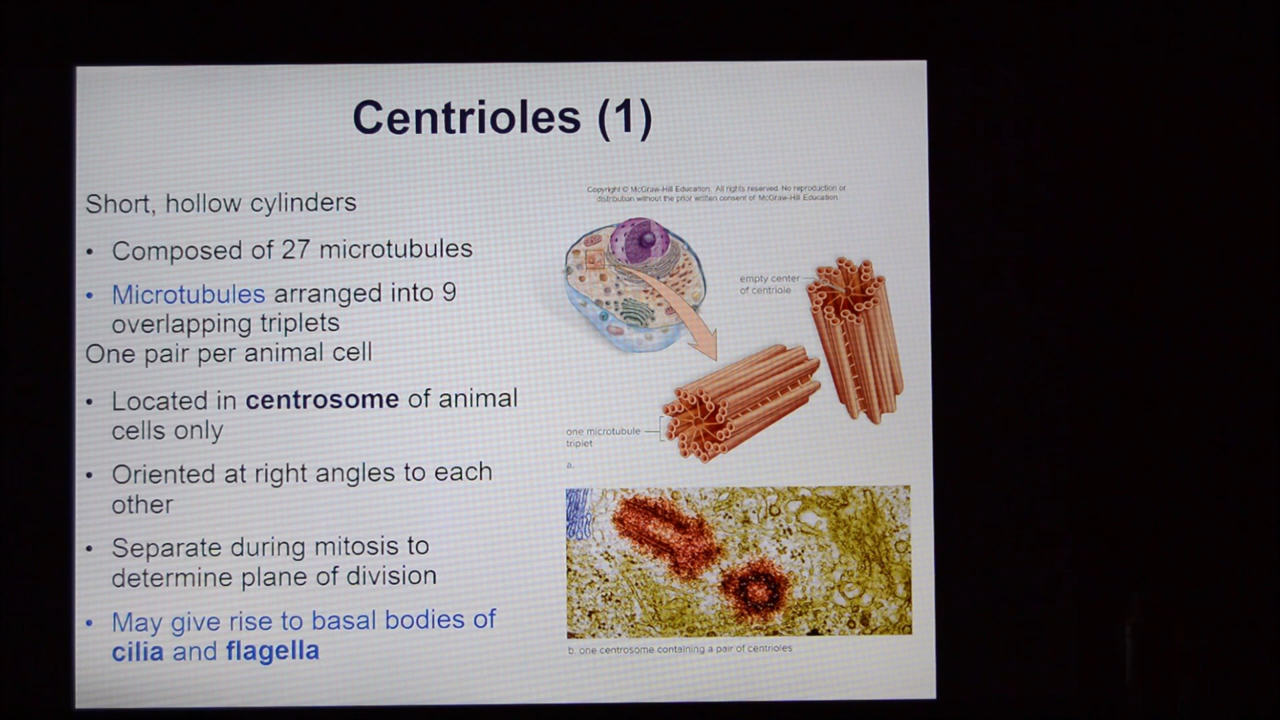 Centrioles (1)
Short, hollow cylinders
• Composed of 27 microtubules
• Microtubules arranged into 9
overlapping triplets
One pair per animal cell
• Located in centrosome of animal
cells only
• Oriented at right angles to each
other
• Separate during mitosis to
determine plane of division
• May give rise to basal bodies of
cilia and flagella
Copyright © McGraw-Hill Education. All rights reserved. No reproduction or
distribution without the prior written consent of McGraw-Hill Education.
empty center
of centriole
one microtubule
triplet
a.
b. one centrosome containing a pair of centrioles